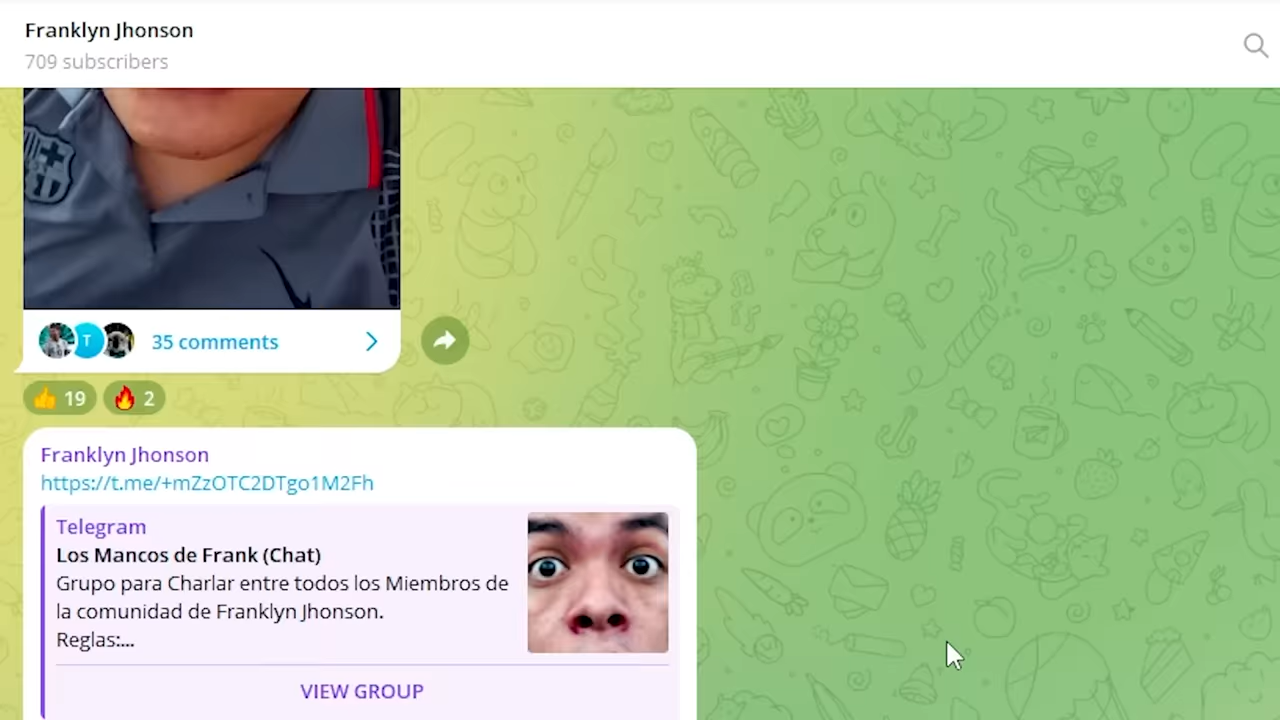 Franklyn Jhonson
709 subscribers
T
35 comments
19
2
Franklyn Jhonson
https://t.me/+mZzOTC2DTgo1M2Fh
Telegram
Los Mancos de Frank (Chat)
Grupo para Charlar entre todos los Miembros de
la comunidad de Franklyn Jhonson.
Reglas:...
VIEW GROUP